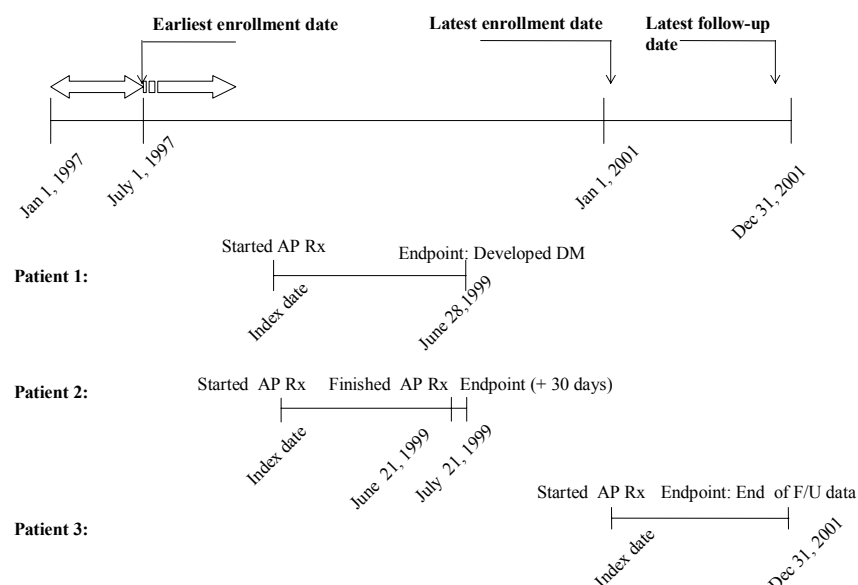 Earliest enrollment date
Latest enrollment date
Latest follow-up
date
Jan 1, 1997
July 1, 1997
Jan 1, 2001
Dec 31, 2001
Started AP Rx
Endpoint: Developed DM
Patient 1:
Index date
June 28,1999
Patient 2:
Started AP Rx
Finished AP Rx
Endpoint (+ 30 days)
Index date
June 21, 1999
July 21, 1999
Started AP Rx
Endpoint: End of F/U data
Patient 3:
Index date
Dec 31, 2001